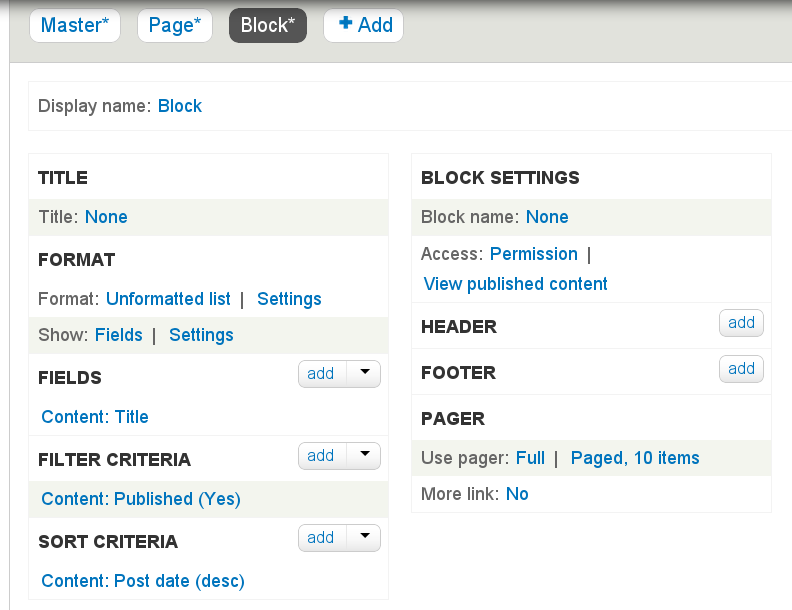 Master* Page* Block* + Add
Display name: Block
TITLE
Title: None
FORMAT
Format: Unformatted list | Settings
Show: Fields | Settings
FIELDS add
Content: Title
FILTER CRITERIA add
Content: Published (Yes)
SORT CRITERIA add
Content: Post date (desc)
BLOCK SETTINGS
Block name: None
Access: Permission |
View published content
HEADER add
FOOTER add
PAGER
Use pager: Full | Paged, 10 items
More link: No